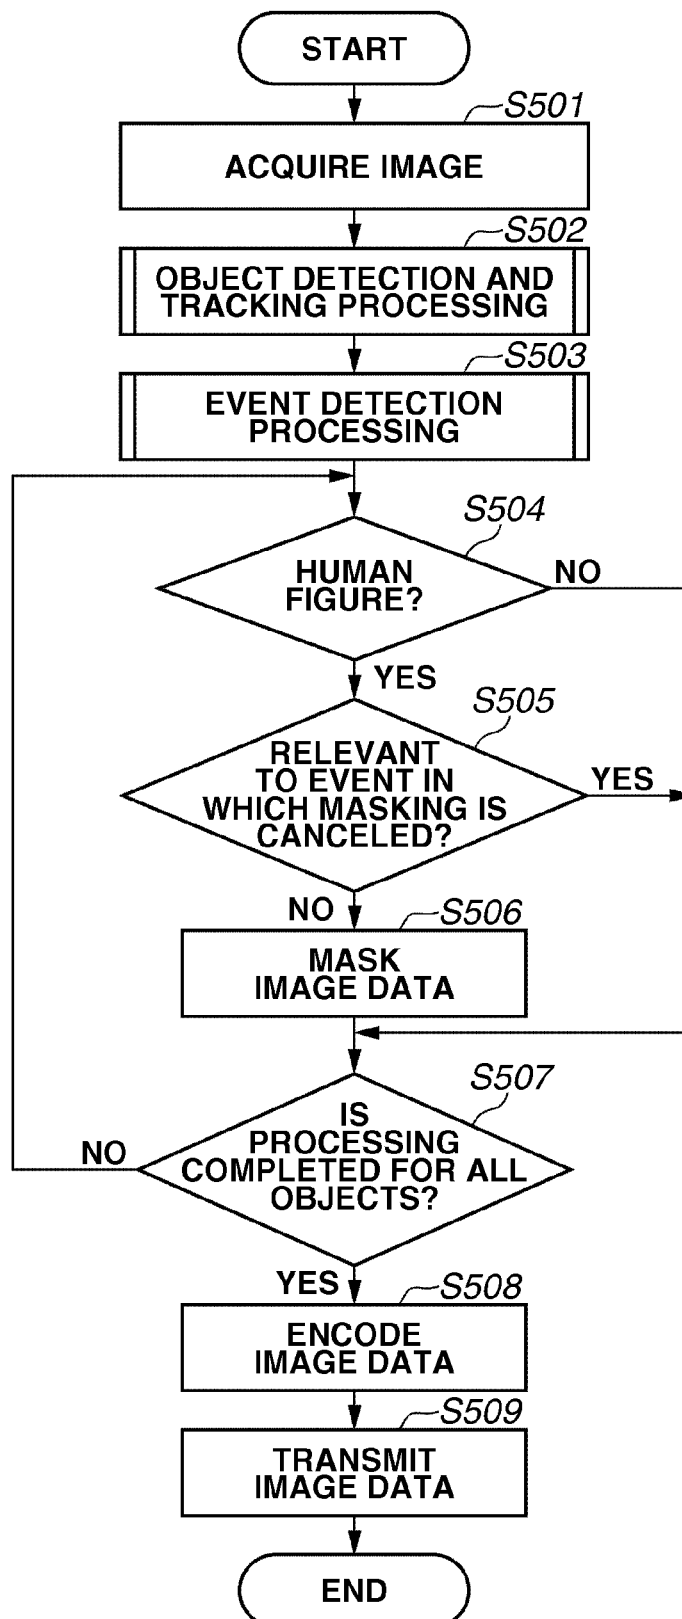 START
S501
ACQUIRE IMAGE
S502
OBJECT DETECTION AND
TRACKING PROCESSING
S503
EVENT DETECTION
PROCESSING
S504
HUMAN
FIGURE?
NO
YES
S505
RELEVANT
TO EVENT IN
WHICH MASKING IS
CANCELED?
YES
NO
S506
MASK
IMAGE DATA
S507
IS
PROCESSING
COMPLETED FOR ALL
OBJECTS?
NO
YES
S508
ENCODE
IMAGE DATA
S509
TRANSMIT
IMAGE DATA
END